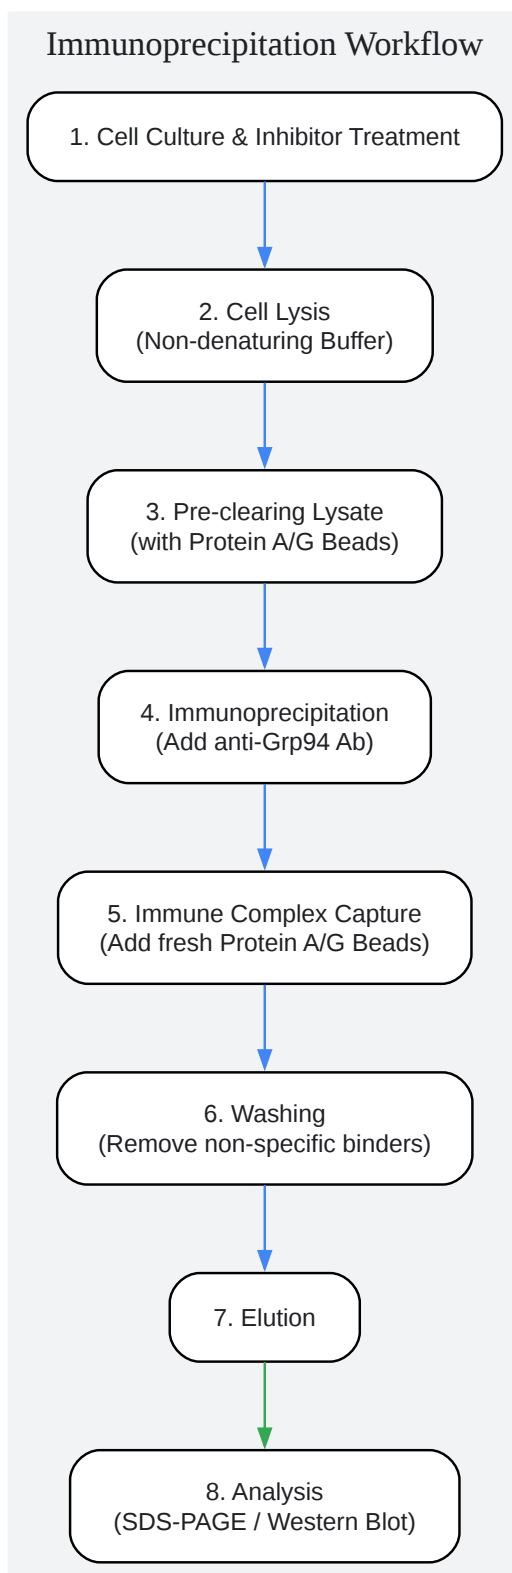 Immunoprecipitation Workflow
1. Cell Culture & Inhibitor Treatment
2. Cell Lysis
(Non-denaturing Buffer)
3. Pre-clearing Lysate
(with Protein A/G Beads)
4. Immunoprecipitation
(Add anti-Grp94 Ab)
5. Immune Complex Capture
(Add fresh Protein A/G Beads)
6. Washing
(Remove non-specific binders)
7. Elution
8. Analysis
(SDS-PAGE / Western Blot)